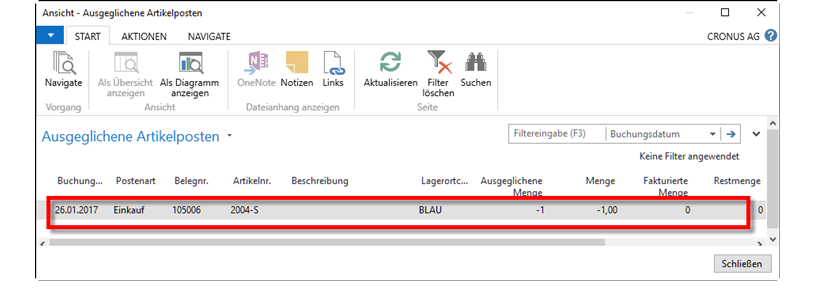 Ansicht - Ausgeglichene Artikelposten
START AKTIONEN NAVIGATE CRONUS AG
Navigate Als Übersicht anzeigen Als Diagramm anzeigen OneNote Notizen Links Aktualisieren Filter löschen Suchen
Vorgang Ansicht Dateianhang anzeigen Seite
Ausgeglichene Artikelposten Filtereingabe (F3) Buchungsdatum
Keine Filter angewendet
Buchung... Postenart Belegnr. Artikelnr. Beschreibung Lagerortc... Ausgeglichene Menge Menge Fakturierte Menge Restmenge
26.01.2017 Einkauf 105006 2004-S BLAU -1 -1,00 0 0
Schließen